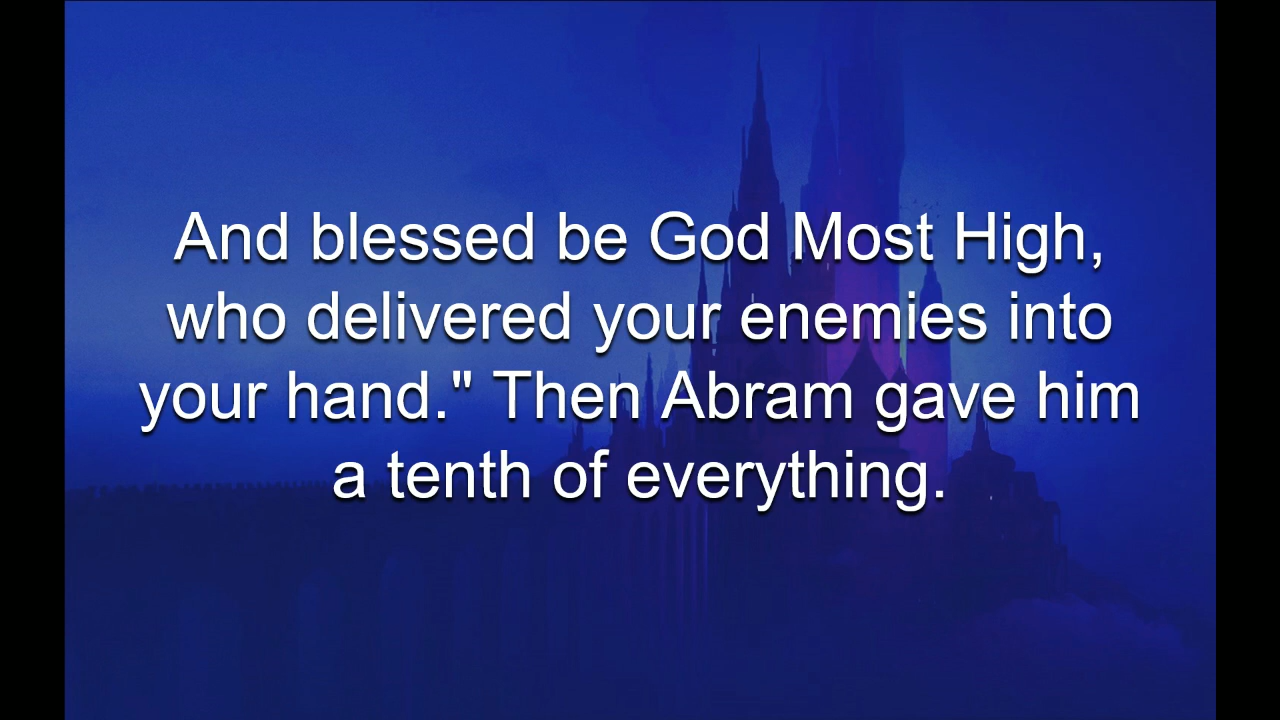 And blessed be God Most High,
who delivered your enemies into
your hand." Then Abram gave him
a tenth of everything.